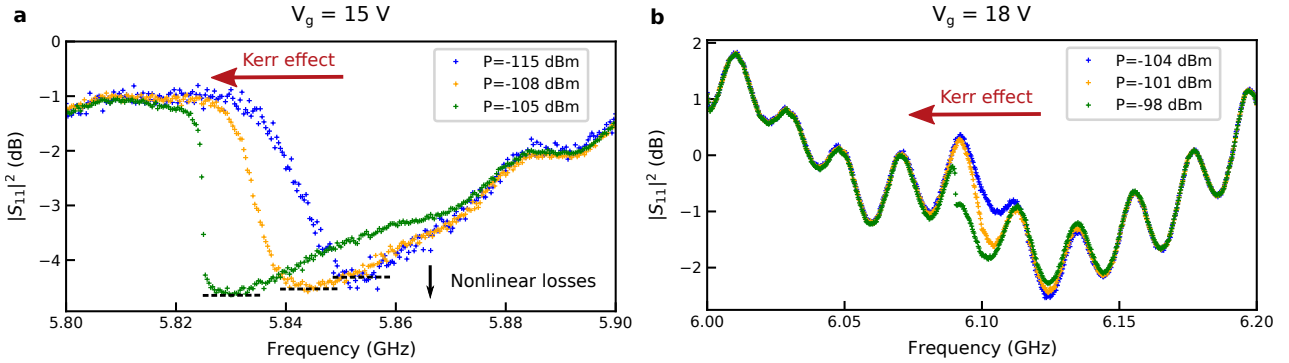 a
V_g = 15 V
0
−1
−2
−3
−4
|S_11|^2 (dB)
Kerr effect
P=-115 dBm
P=-108 dBm
P=-105 dBm
Nonlinear losses
5.80 5.82 5.84 5.86 5.88 5.90
Frequency (GHz)
b
V_g = 18 V
2
1
0
−1
−2
|S_11|^2 (dB)
Kerr effect
P=-104 dBm
P=-101 dBm
P=-98 dBm
6.00 6.05 6.10 6.15 6.20
Frequency (GHz)